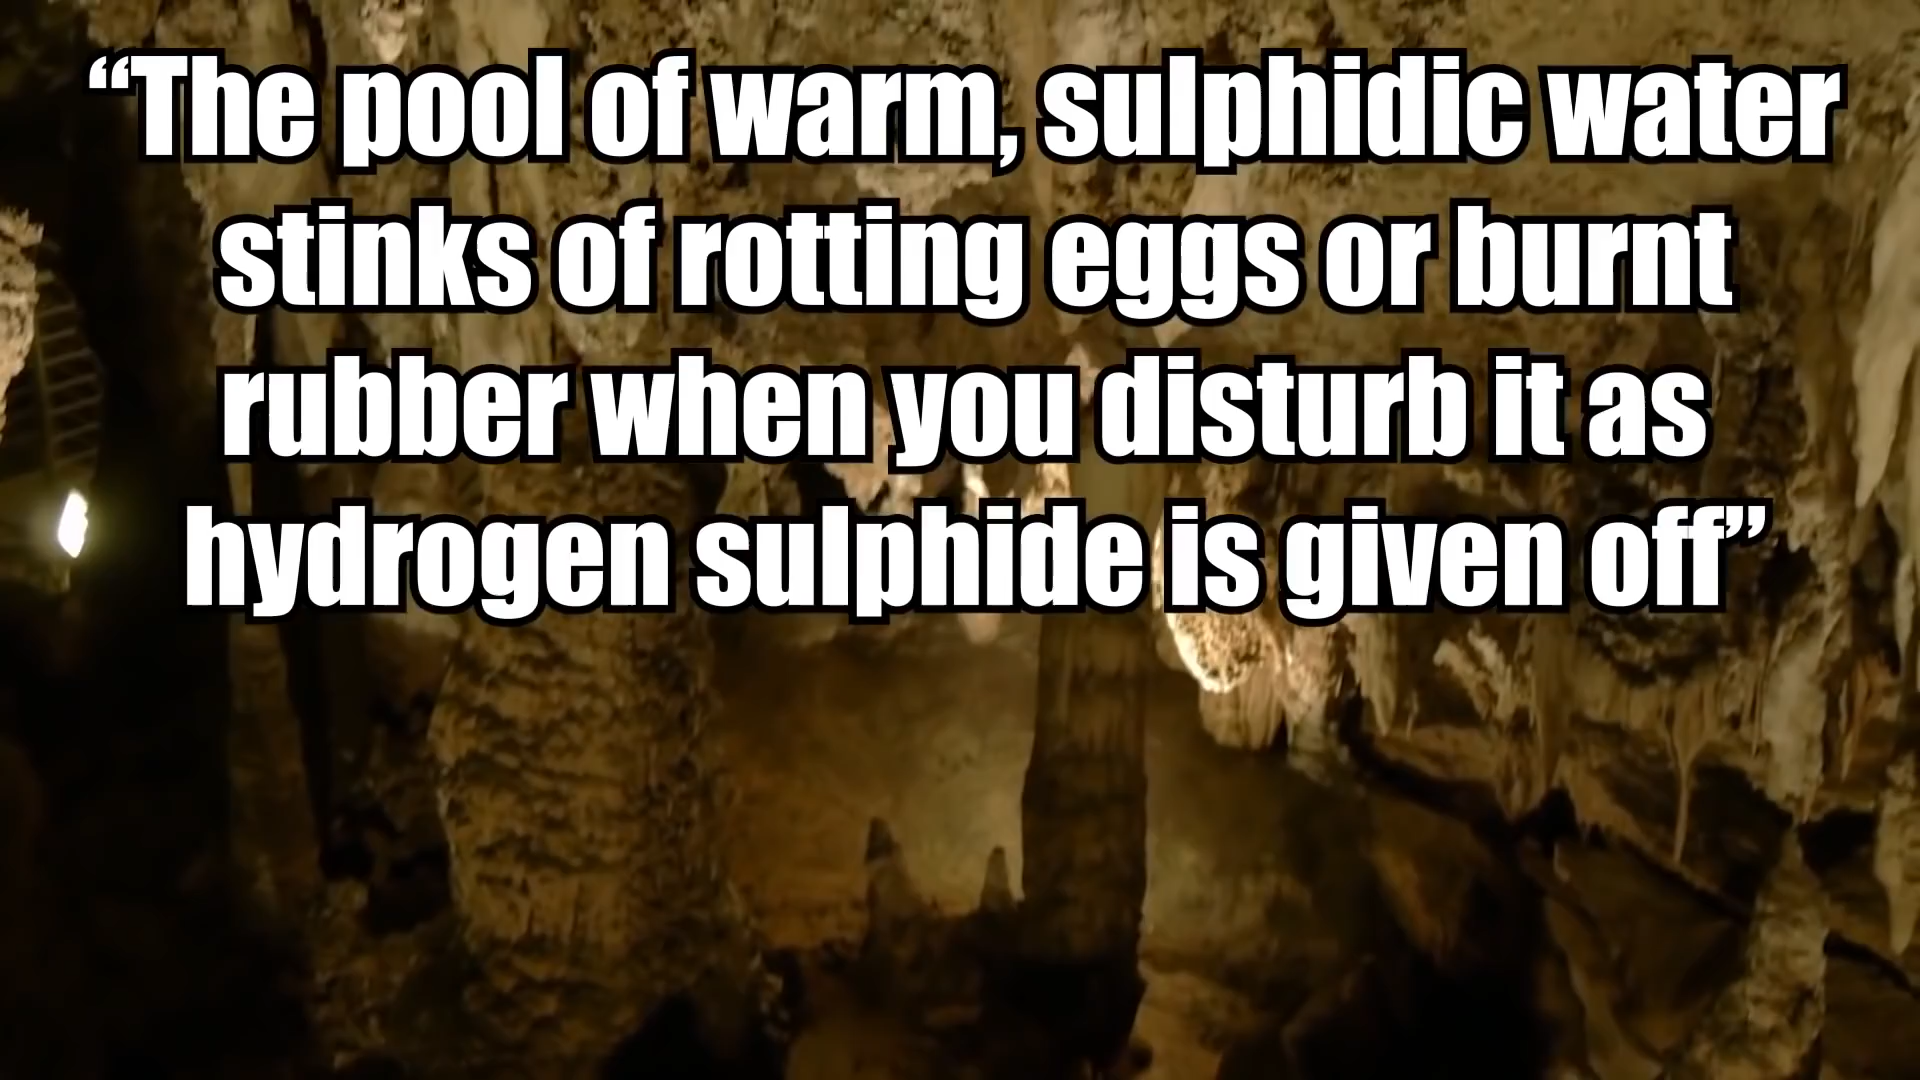 “The pool of warm, sulphidic water
stinks of rotting eggs or burnt
rubber when you disturb it as
hydrogen sulphide is given off”